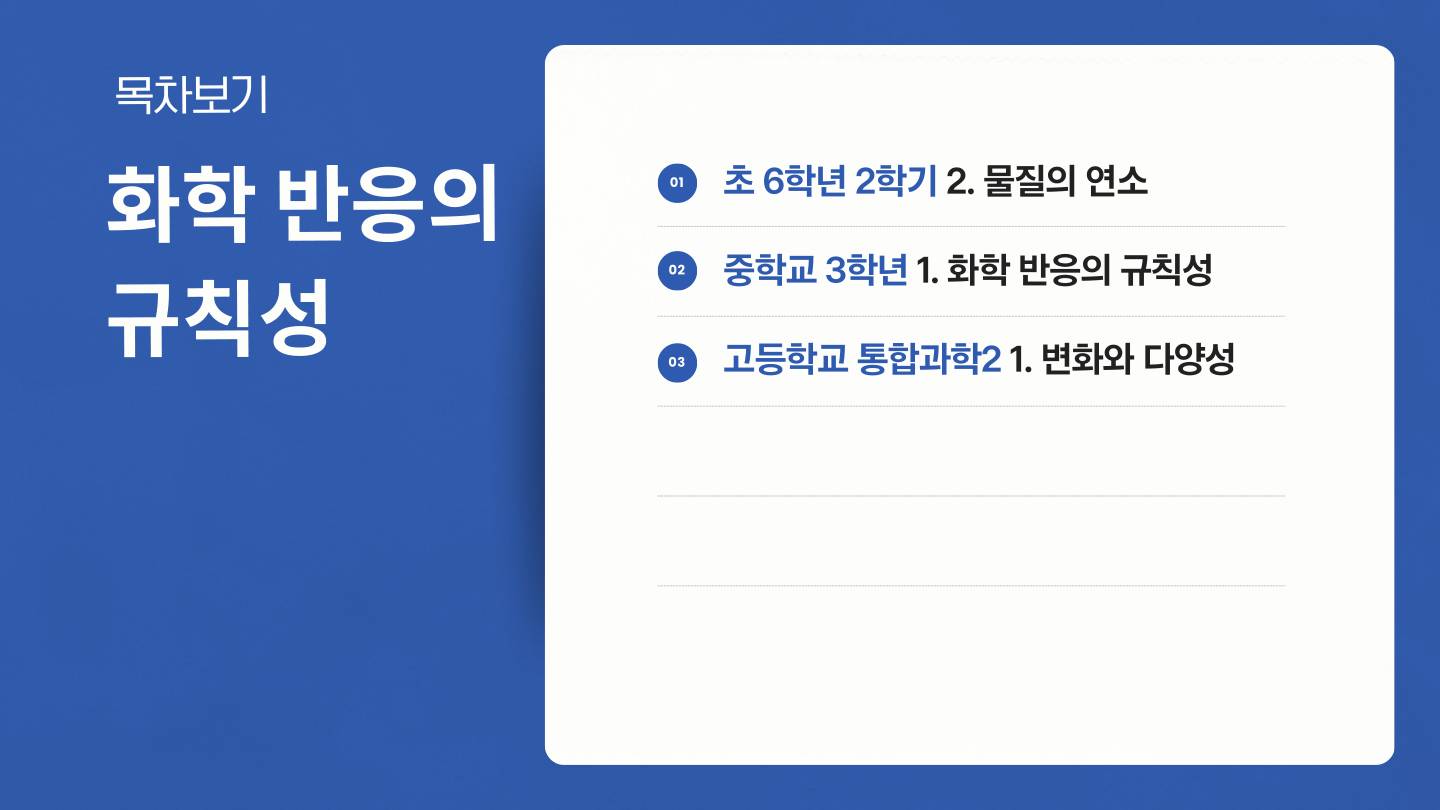 목차보기
화학 반응의
규칙성
01 초 6학년 2학기 2. 물질의 연소
02 중학교 3학년 1. 화학 반응의 규칙성
03 고등학교 통합과학2 1. 변화와 다양성